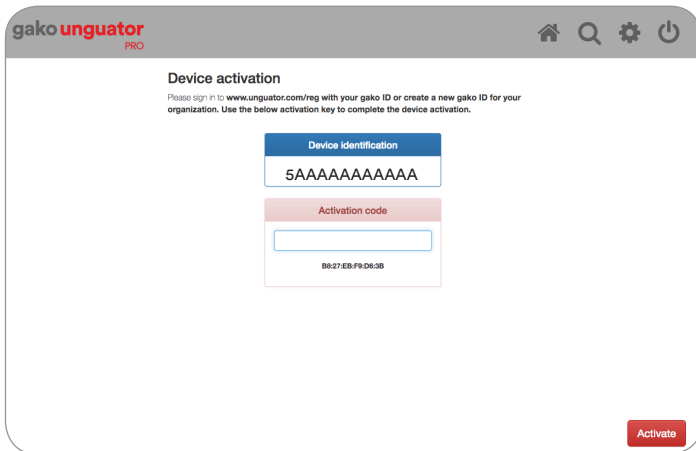 gako unguator
PRO
Device activation
Please sign in to www.unguator.com/reg with your gako ID or create a new gako ID for your
organization. Use the below activation key to complete the device activation.
Device identification
5AAAAAAAAAAA
Activation code
B8:27:EB:F9:D6:3B
Activate